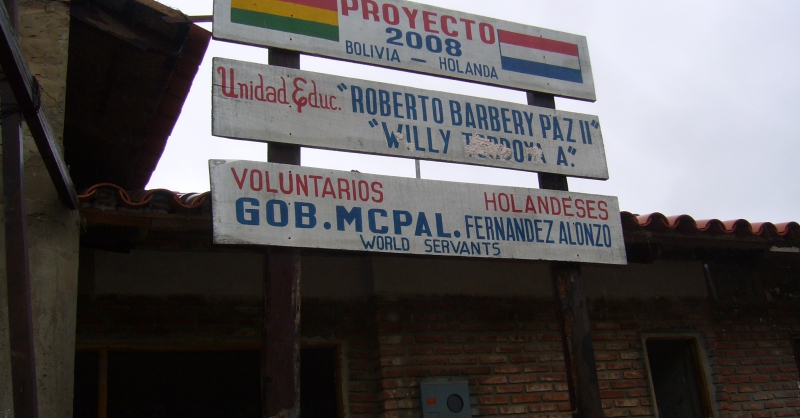 PROYECTO
2008
BOLIVIA — HOLANDA
Unidad Educ. "ROBERTO BARBERY PAZ II"
"WILLY TORDOYA A."
VOLUNTARIOS HOLANDESES
GOB. MCPAL. FERNANDEZ ALONZO
WORLD SERVANTS